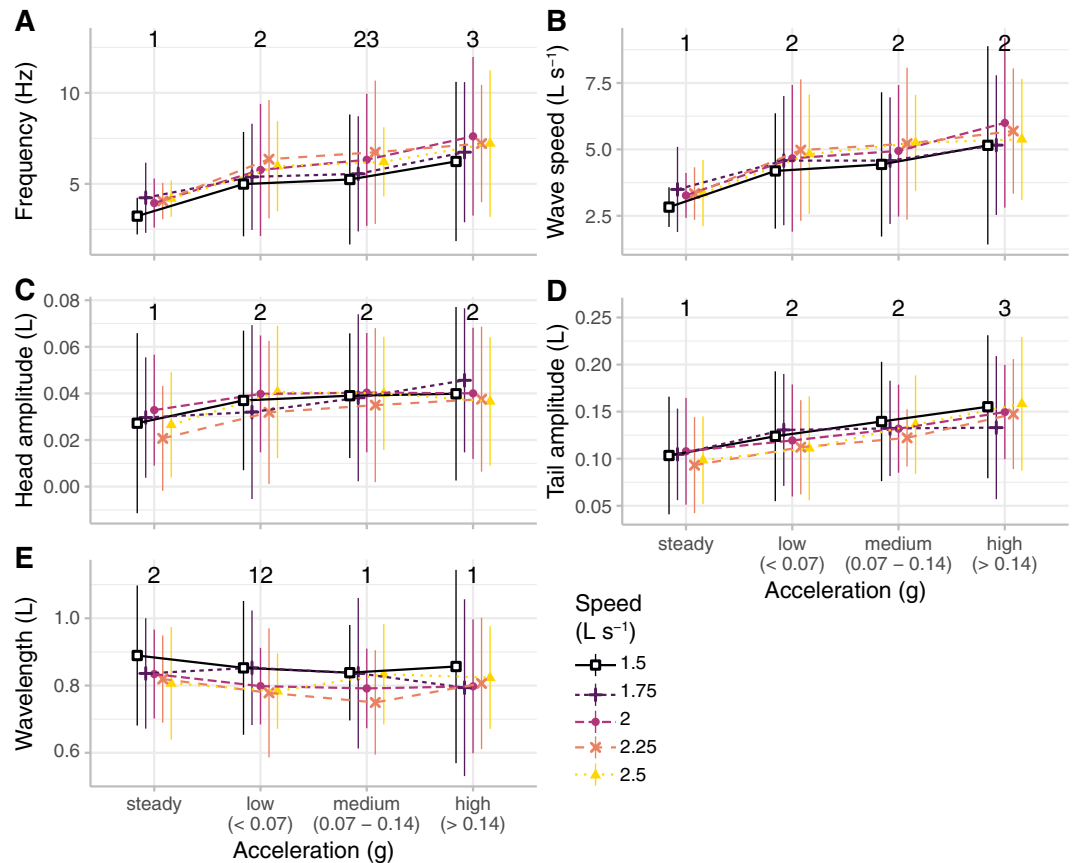 A
1 2 23 3
10
5
Frequency (Hz)
B
1 2 2 2
7.5
5.0
2.5
Wave speed (L s⁻¹)
C
1 2 2 2
0.08
0.06
0.04
0.02
0.00
Head amplitude (L)
D
1 2 2 3
0.25
0.20
0.15
0.10
0.05
Tail amplitude (L)
steady low medium high
(< 0.07) (0.07 − 0.14) (> 0.14)
Acceleration (g)
E
2 12 1 1
1.0
0.8
0.6
Wavelength (L)
steady low medium high
(< 0.07) (0.07 − 0.14) (> 0.14)
Acceleration (g)
Speed
(L s⁻¹)
1.5
1.75
2
2.25
2.5